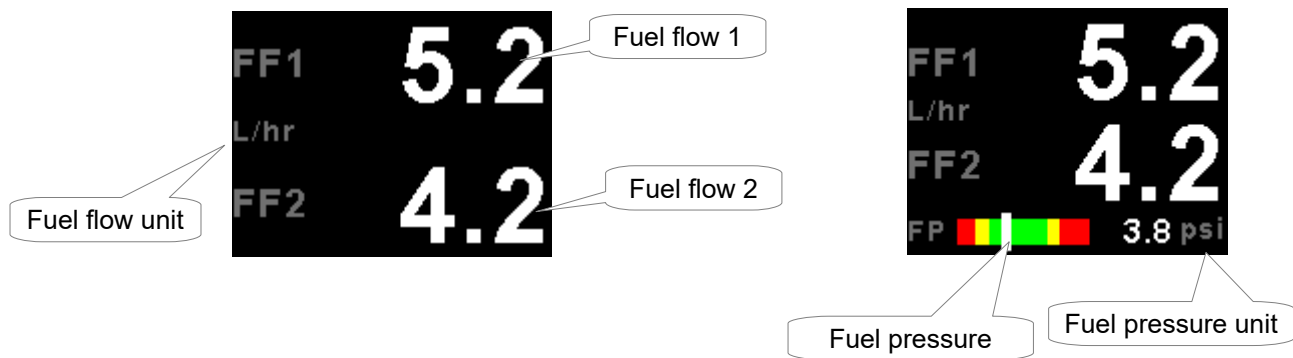 FF1 5.2
L/hr
FF2 4.2
Fuel flow 1
Fuel flow 2
Fuel flow unit
FF1 5.2
L/hr
FF2 4.2
FP 3.8 psi
Fuel pressure
Fuel pressure unit